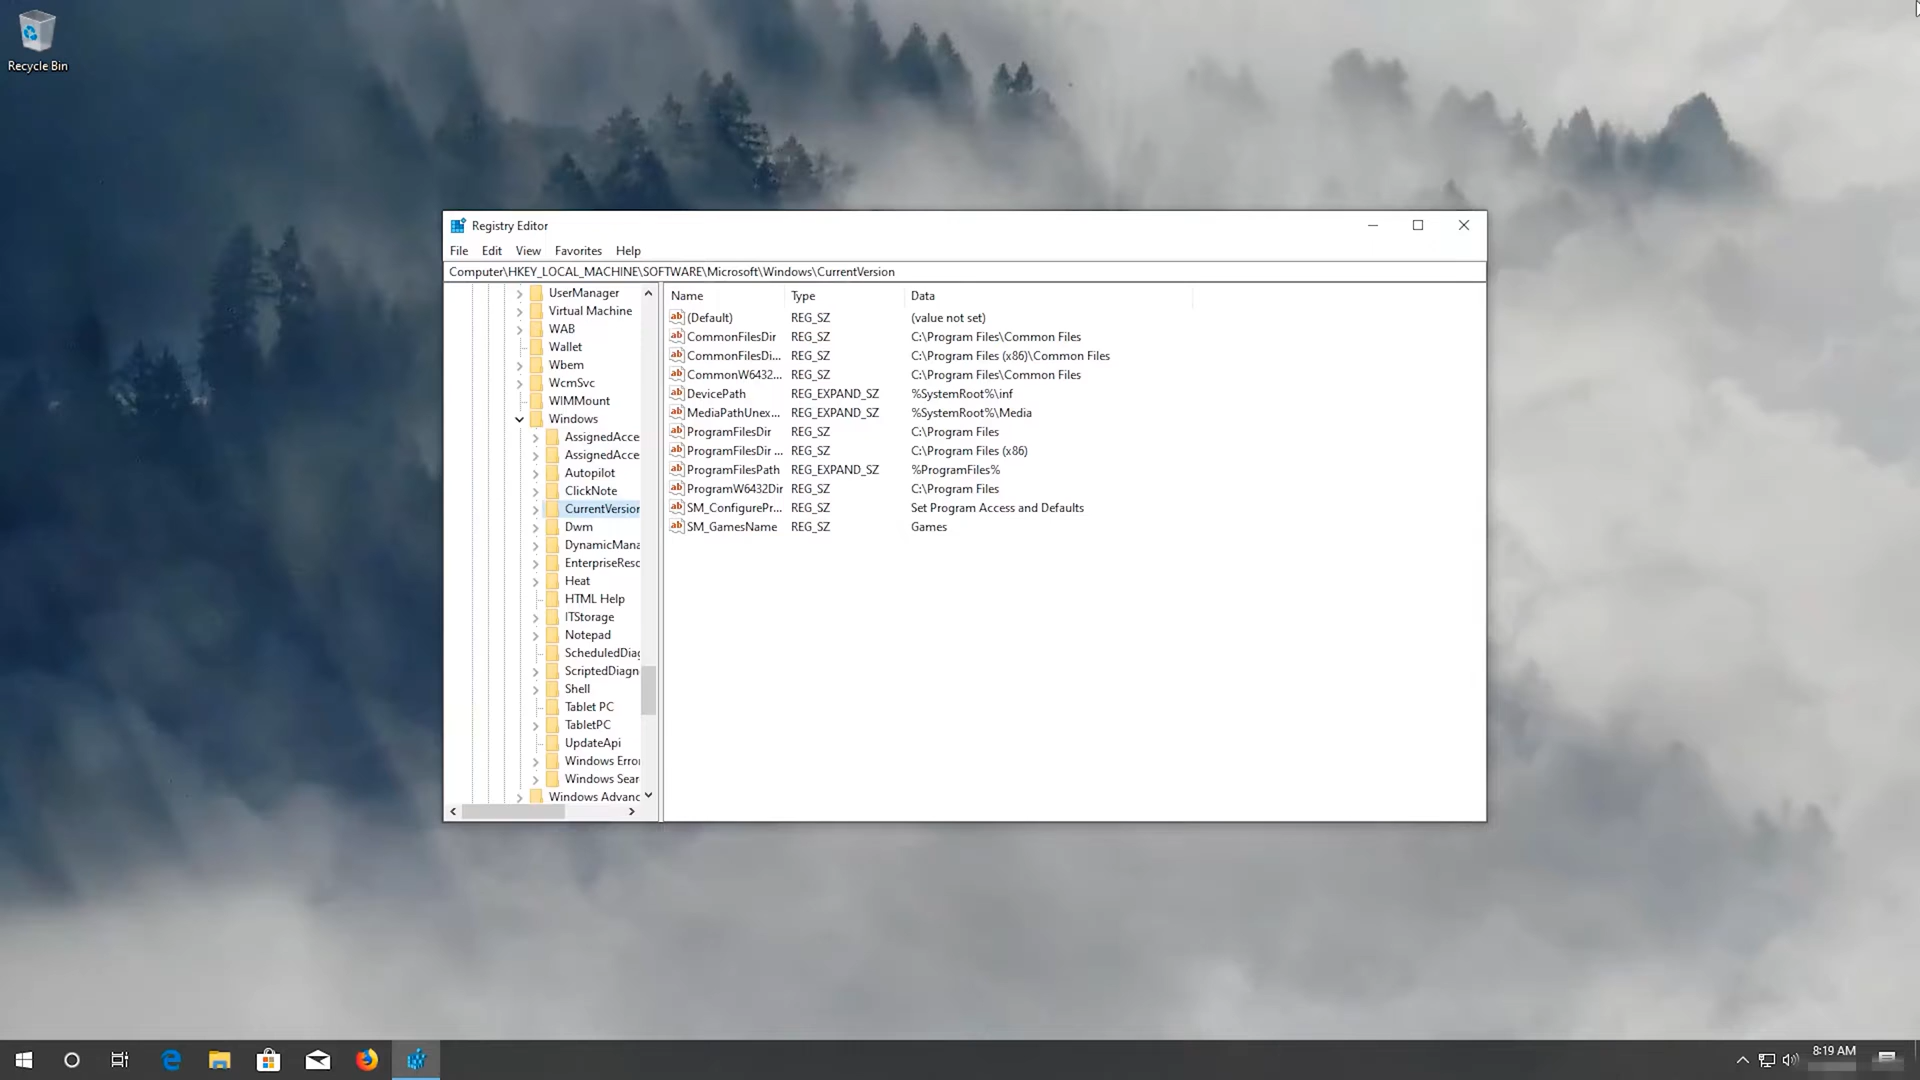 Recycle Bin
Registry Editor
File Edit View Favorites Help
Computer\HKEY_LOCAL_MACHINE\SOFTWARE\Microsoft\Windows\CurrentVersion
UserManager
Virtual Machine
WAB
Wallet
Wbem
WcmSvc
WIMMount
Windows
AssignedAcce
AssignedAcce
Autopilot
ClickNote
CurrentVersion
Dwm
DynamicMana
EnterpriseResc
Heat
HTML Help
ITStorage
Notepad
ScheduledDiag
ScriptedDiagn
Shell
Tablet PC
TabletPC
UpdateApi
Windows Error
Windows Sear
Windows Advanc
Name Type Data
(Default) REG_SZ (value not set)
CommonFilesDir REG_SZ C:\Program Files\Common Files
CommonFilesDi... REG_SZ C:\Program Files (x86)\Common Files
CommonW6432... REG_SZ C:\Program Files\Common Files
DevicePath REG_EXPAND_SZ %SystemRoot%\inf
MediaPathUnex... REG_EXPAND_SZ %SystemRoot%\Media
ProgramFilesDir REG_SZ C:\Program Files
ProgramFilesDir ... REG_SZ C:\Program Files (x86)
ProgramFilesPath REG_EXPAND_SZ %ProgramFiles%
ProgramW6432Dir REG_SZ C:\Program Files
SM_ConfigurePr... REG_SZ Set Program Access and Defaults
SM_GamesName REG_SZ Games
8:19 AM